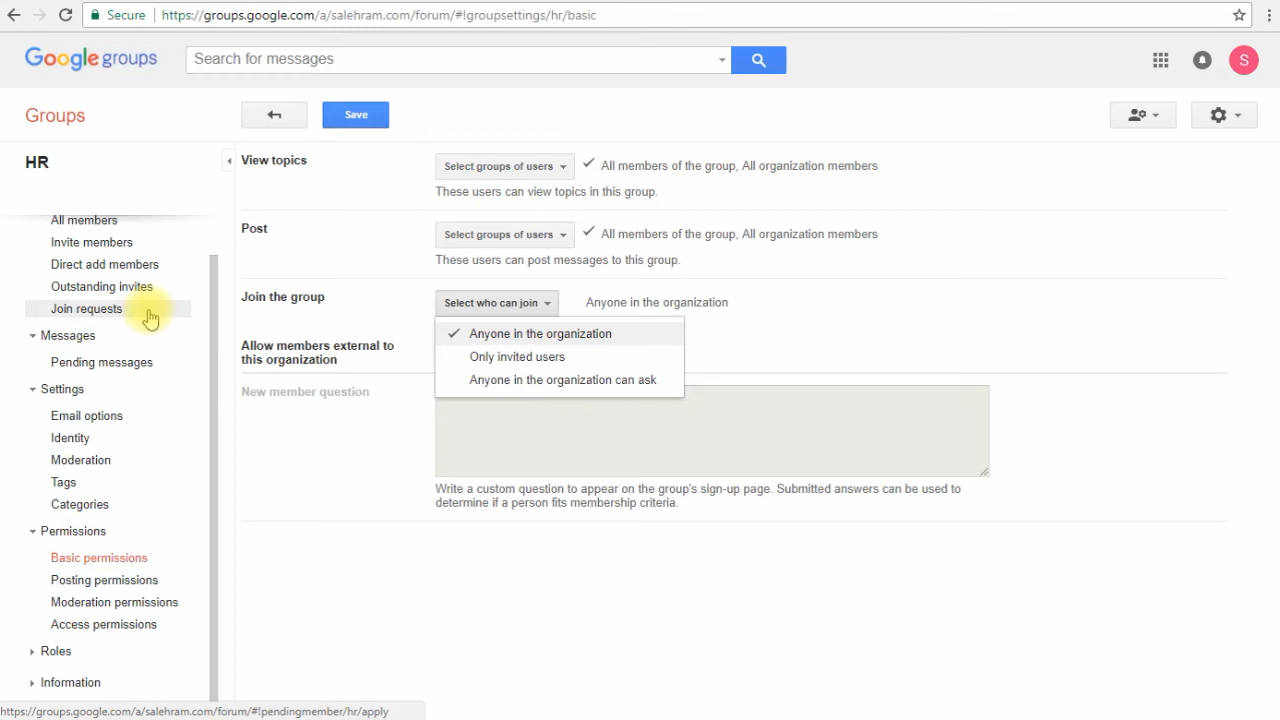 Secure https://groups.google.com/a/salehram.com/forum/#!groupsettings/hr/basic
Google groups
Search for messages
S
Groups
Save
HR
All members
Invite members
Direct add members
Outstanding invites
Join requests
Messages
Pending messages
Settings
Email options
Identity
Moderation
Tags
Categories
Permissions
Basic permissions
Posting permissions
Moderation permissions
Access permissions
Roles
Information
View topics
Select groups of users
All members of the group, All organization members
These users can view topics in this group.
Post
Select groups of users
All members of the group, All organization members
These users can post messages to this group.
Join the group
Select who can join
Anyone in the organization
Anyone in the organization
Only invited users
Anyone in the organization can ask
Allow members external to
this organization
New member question
Write a custom question to appear on the group's sign-up page. Submitted answers can be used to
determine if a person fits membership criteria.
https://groups.google.com/a/salehram.com/forum/#!pendingmember/hr/apply